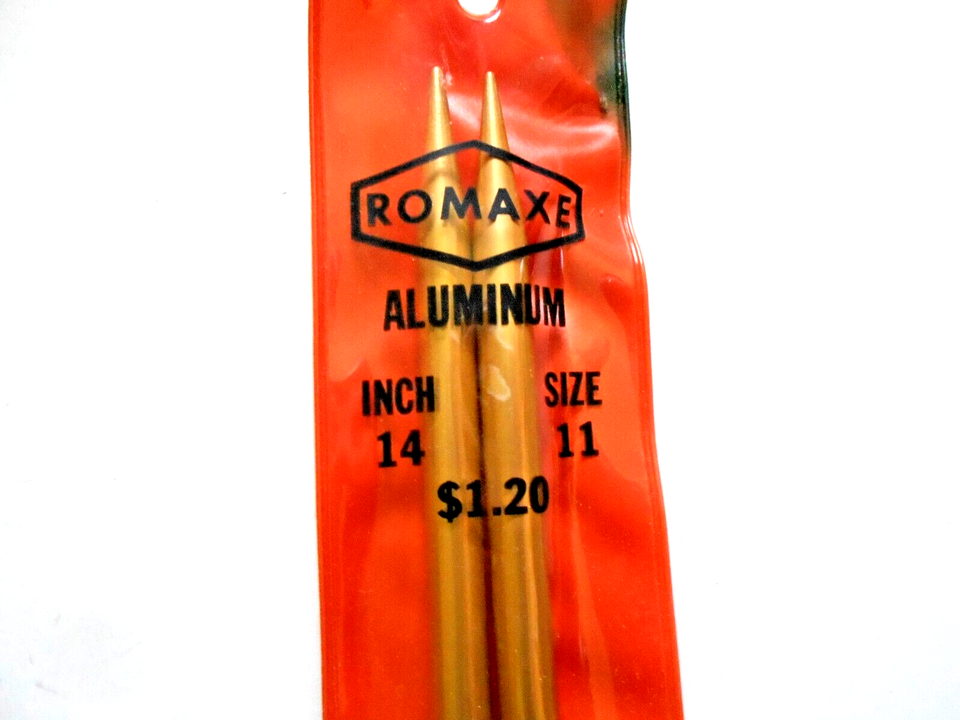 ROMAXE
ALUMINUM
INCH SIZE
14 11
$1.20